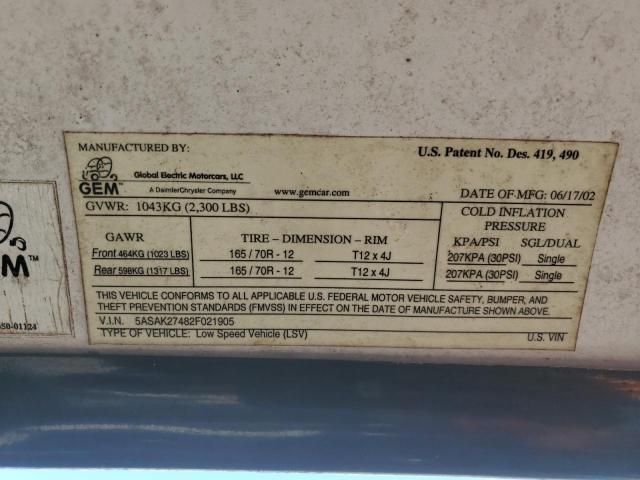 MANUFACTURED BY:
U.S. Patent No. Des. 419, 490
GEM™
Global Electric Motorcars, LLC
A DaimlerChrysler Company
www.gemcar.com
DATE OF MFG: 06/17/02
GVWR: 1043KG (2,300 LBS)
COLD INFLATION
PRESSURE
GAWR
TIRE – DIMENSION – RIM
KPA/PSI SGL/DUAL
Front 464KG (1023 LBS) 165 / 70R - 12 T12 x 4J 207KPA (30PSI) Single
Rear 598KG (1317 LBS) 165 / 70R - 12 T12 x 4J 207KPA (30PSI) Single
THIS VEHICLE CONFORMS TO ALL APPLICABLE U.S. FEDERAL MOTOR VEHICLE SAFETY, BUMPER, AND
THEFT PREVENTION STANDARDS (FMVSS) IN EFFECT ON THE DATE OF MANUFACTURE SHOWN ABOVE.
V.I.N. 5ASAK27482F021905
TYPE OF VEHICLE: Low Speed Vehicle (LSV)
U.S. VIN
EM™
50-01124